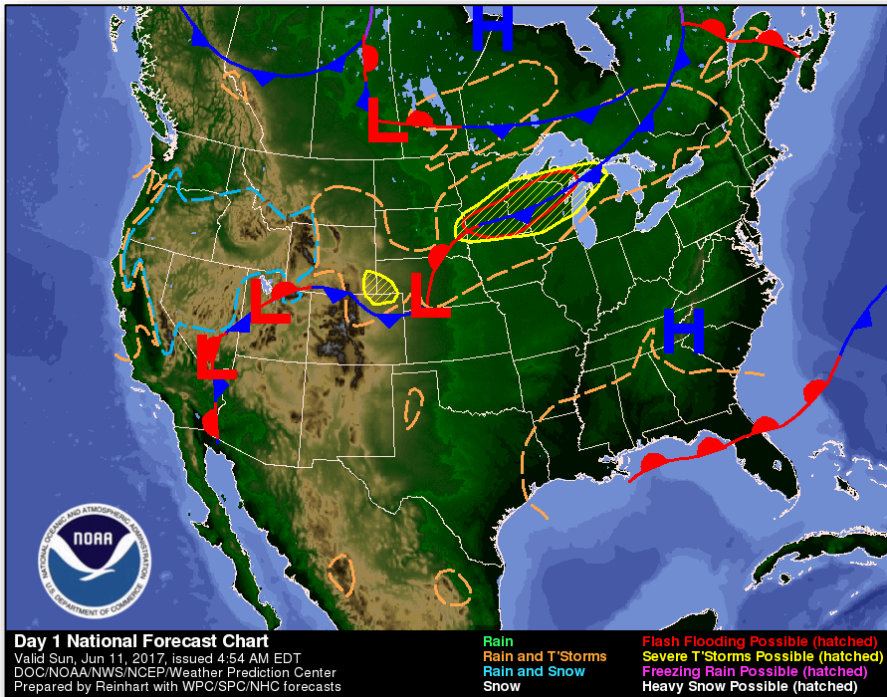 H
L
L
L
L
H
NATIONAL OCEANIC AND ATMOSPHERIC ADMINISTRATION
NOAA
U.S. DEPARTMENT OF COMMERCE
Day 1 National Forecast Chart
Valid Sun, Jun 11, 2017, issued 4:54 AM EDT
DOC/NOAA/NWS/NCEP/Weather Prediction Center
Prepared by Reinhart with WPC/SPC/NHC forecasts
Rain
Rain and T'Storms
Rain and Snow
Snow
Flash Flooding Possible (hatched)
Severe T'Storms Possible (hatched)
Freezing Rain Possible (hatched)
Heavy Snow Possible (hatched)